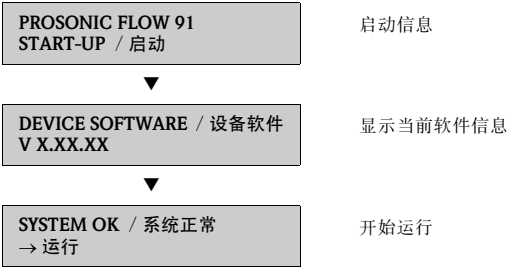 PROSONIC FLOW 91
START-UP / 启动
启动信息
▼
DEVICE SOFTWARE / 设备软件
V X.XX.XX
显示当前软件信息
▼
SYSTEM OK / 系统正常
→ 运行
开始运行